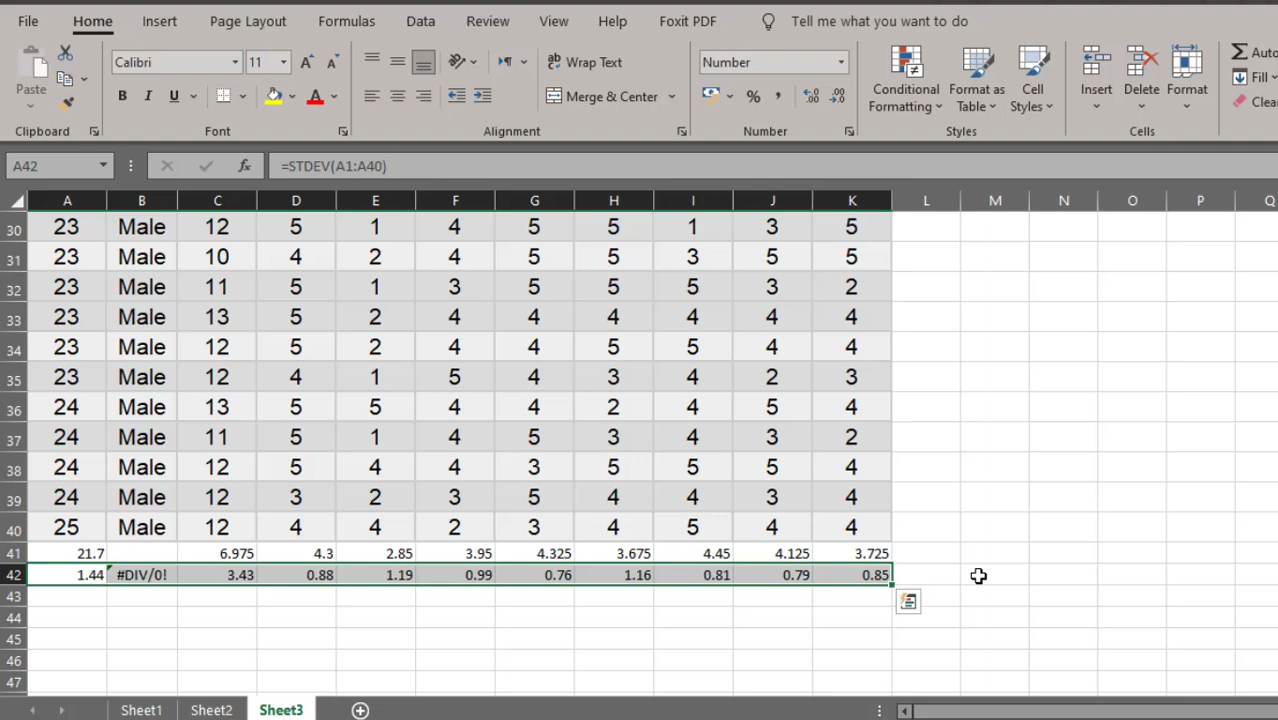 File Home Insert Page Layout Formulas Data Review View Help Foxit PDF Tell me what you want to do
Paste Calibri 11 Wrap Text Number Conditional Format as Cell Insert Delete Format Auto
B I U A Merge & Center % , Formatting Table Styles Fill
Clea
Clipboard Font Alignment Number Styles Cells
A42 fx =STDEV(A1:A40)
A B C D E F G H I J K L M N O P Q
30 23 Male 12 5 1 4 5 5 1 3 5
31 23 Male 10 4 2 4 5 5 3 5 5
32 23 Male 11 5 1 3 5 5 5 3 2
33 23 Male 13 5 2 4 4 4 4 4 4
34 23 Male 12 5 2 4 4 5 5 4 4
35 23 Male 12 4 1 5 4 3 4 2 3
36 24 Male 13 5 5 4 4 2 4 5 4
37 24 Male 11 5 1 4 5 3 4 3 2
38 24 Male 12 5 4 4 3 5 5 5 4
39 24 Male 12 3 2 3 5 4 4 3 4
40 25 Male 12 4 4 2 3 4 5 4 4
41 21.7 6.975 4.3 2.85 3.95 4.325 3.675 4.45 4.125 3.725
42 1.44 #DIV/0! 3.43 0.88 1.19 0.99 0.76 1.16 0.81 0.79 0.85
43
44
45
46
47
Sheet1 Sheet2 Sheet3